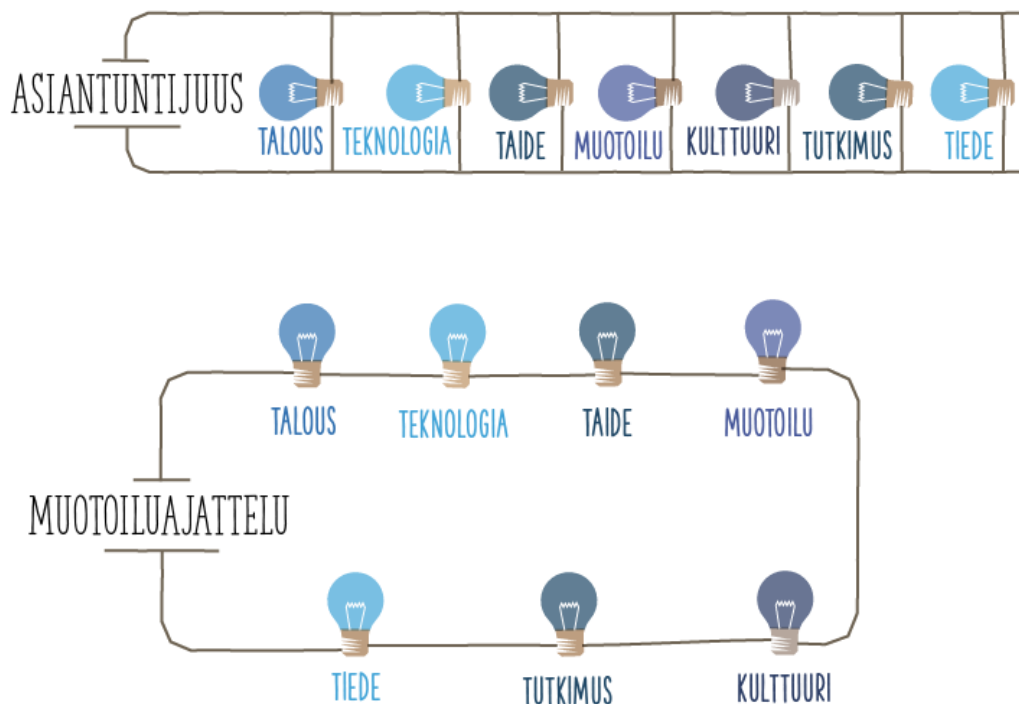 ASIANTUNTIJUUS
TALOUS TEKNOLOGIA TAIDE MUOTOILU KULTTUURI TUTKIMUS TIEDE
TALOUS TEKNOLOGIA TAIDE MUOTOILU
MUOTOILUAJATTELU
TIEDE TUTKIMUS KULTTUURI